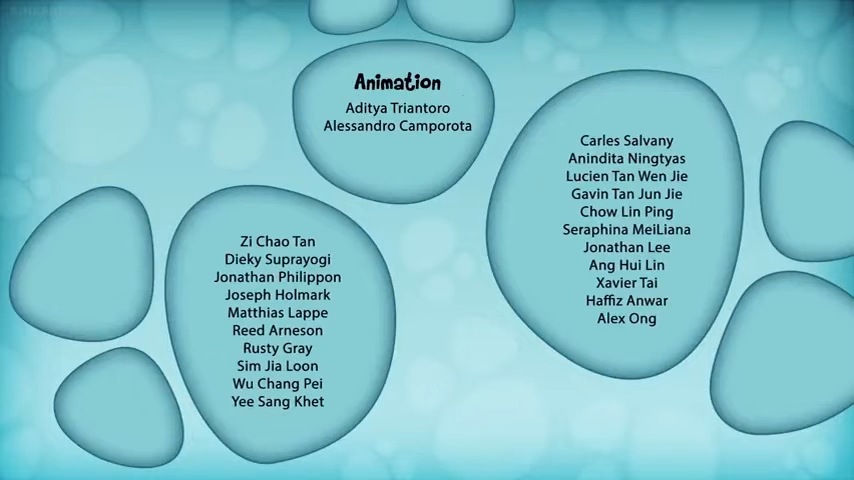 Animation
Aditya Triantoro
Alessandro Camporota
Zi Chao Tan
Dieky Suprayogi
Jonathan Philippon
Joseph Holmark
Matthias Lappe
Reed Arneson
Rusty Gray
Sim Jia Loon
Wu Chang Pei
Yee Sang Khet
Carles Salvany
Anindita Ningtyas
Lucien Tan Wen Jie
Gavin Tan Jun Jie
Chow Lin Ping
Seraphina MeiLiana
Jonathan Lee
Ang Hui Lin
Xavier Tai
Haffiz Anwar
Alex Ong